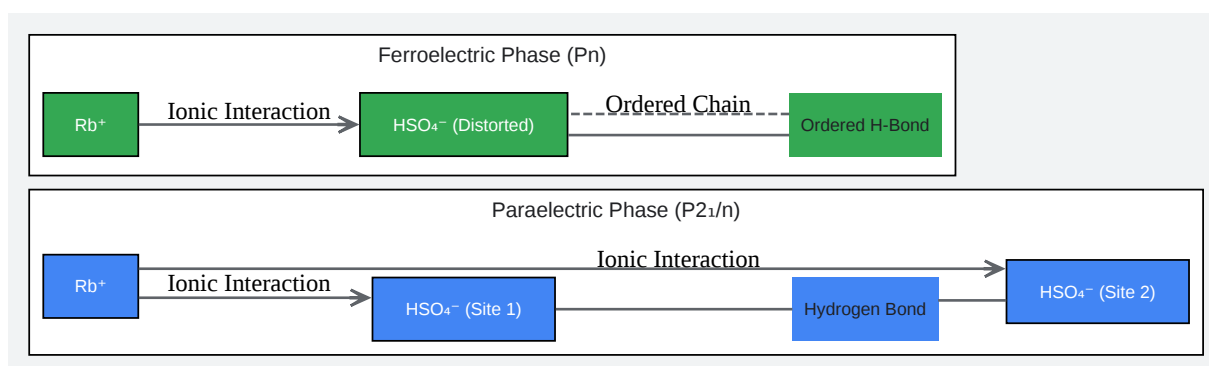 Ferroelectric Phase (Pn)
Rb⁺
Ionic Interaction
HSO₄⁻ (Distorted)
Ordered Chain
Ordered H-Bond
Paraelectric Phase (P2₁/n)
Rb⁺
Ionic Interaction
Ionic Interaction
HSO₄⁻ (Site 1)
Hydrogen Bond
HSO₄⁻ (Site 2)